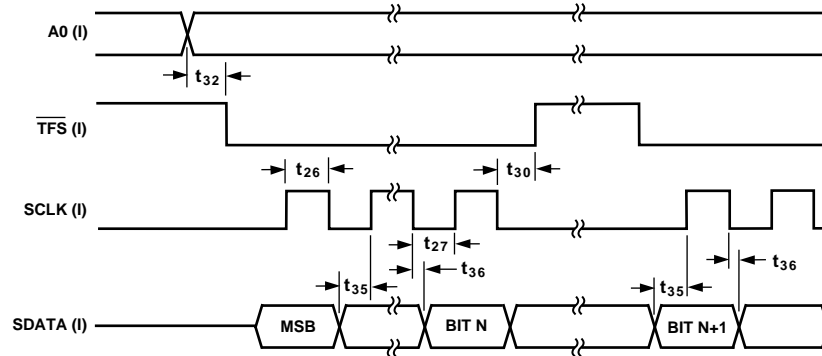 A0 (I)
t32
TFS (I)
t26
t30
SCLK (I)
t27
t36
t36
t35
t35
SDATA (I)
MSB
BIT N
BIT N+1